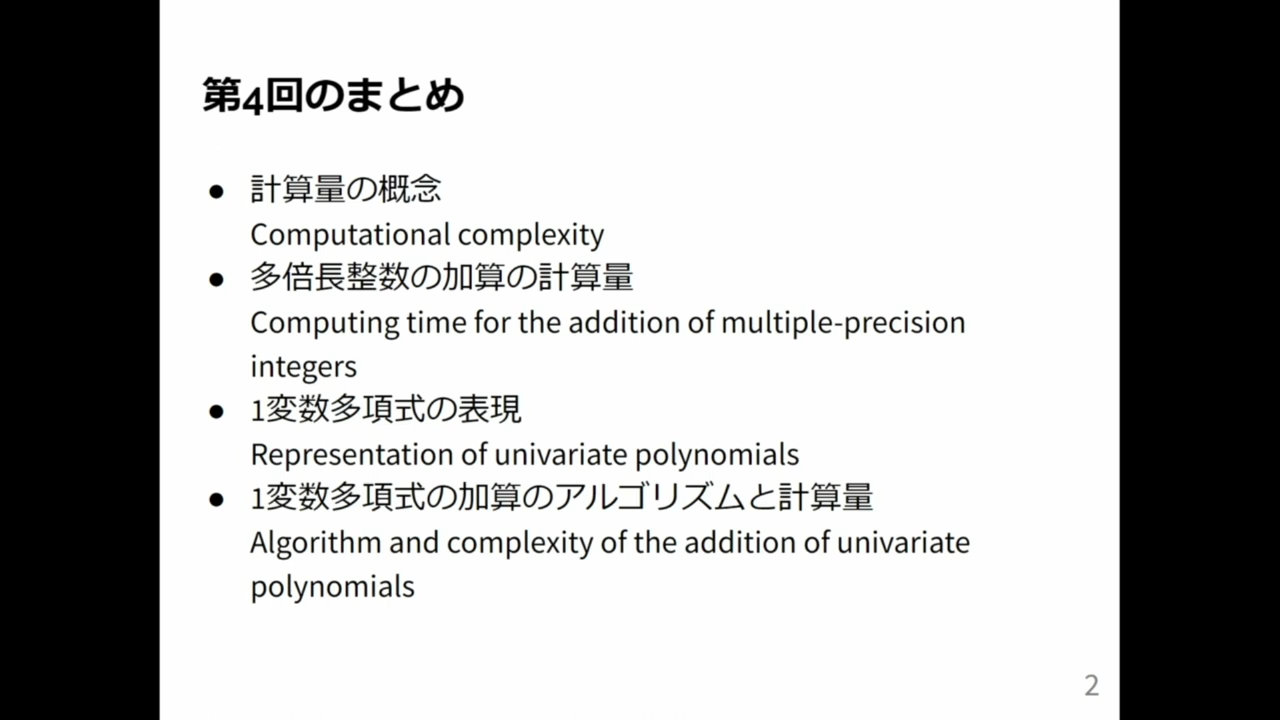 第4回のまとめ
● 計算量の概念
Computational complexity
● 多倍長整数の加算の計算量
Computing time for the addition of multiple-precision
integers
● 1変数多項式の表現
Representation of univariate polynomials
● 1変数多項式の加算のアルゴリズムと計算量
Algorithm and complexity of the addition of univariate
polynomials
2